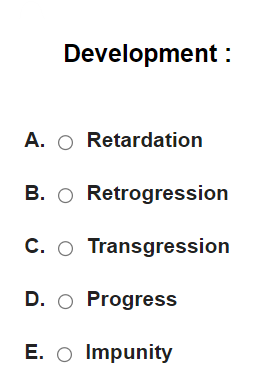 Development :
A. Retardation
B. Retrogression
C. Transgression
D. Progress
E. Impunity